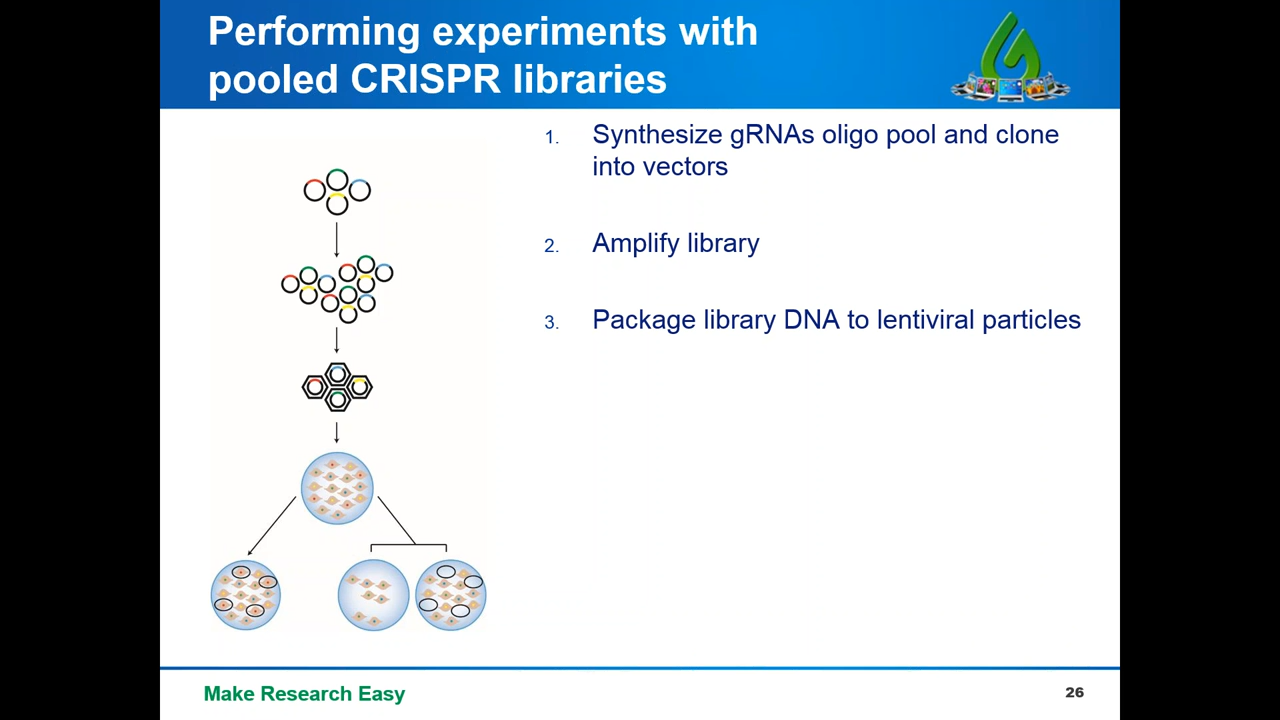 Performing experiments with
pooled CRISPR libraries
1. Synthesize gRNAs oligo pool and clone
into vectors
2. Amplify library
3. Package library DNA to lentiviral particles
Make Research Easy
26